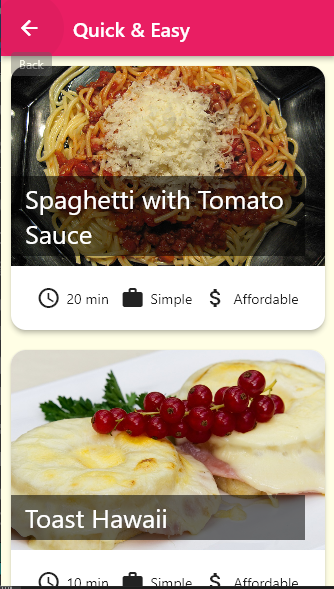 Quick & Easy
Back
Spaghetti with Tomato
Sauce
20 min Simple $ Affordable
Toast Hawaii
10 min Simple $ Affordable